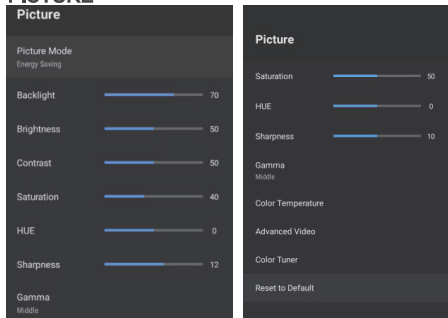 PICTURE
Picture
Picture Mode
Energy Saving
Backlight 70
Brightness 50
Contrast 50
Saturation 40
HUE 0
Sharpness 12
Gamma
Middle
Picture
Saturation 50
HUE 0
Sharpness 10
Gamma
Middle
Color Temperature
Advanced Video
Color Tuner
Reset to Default